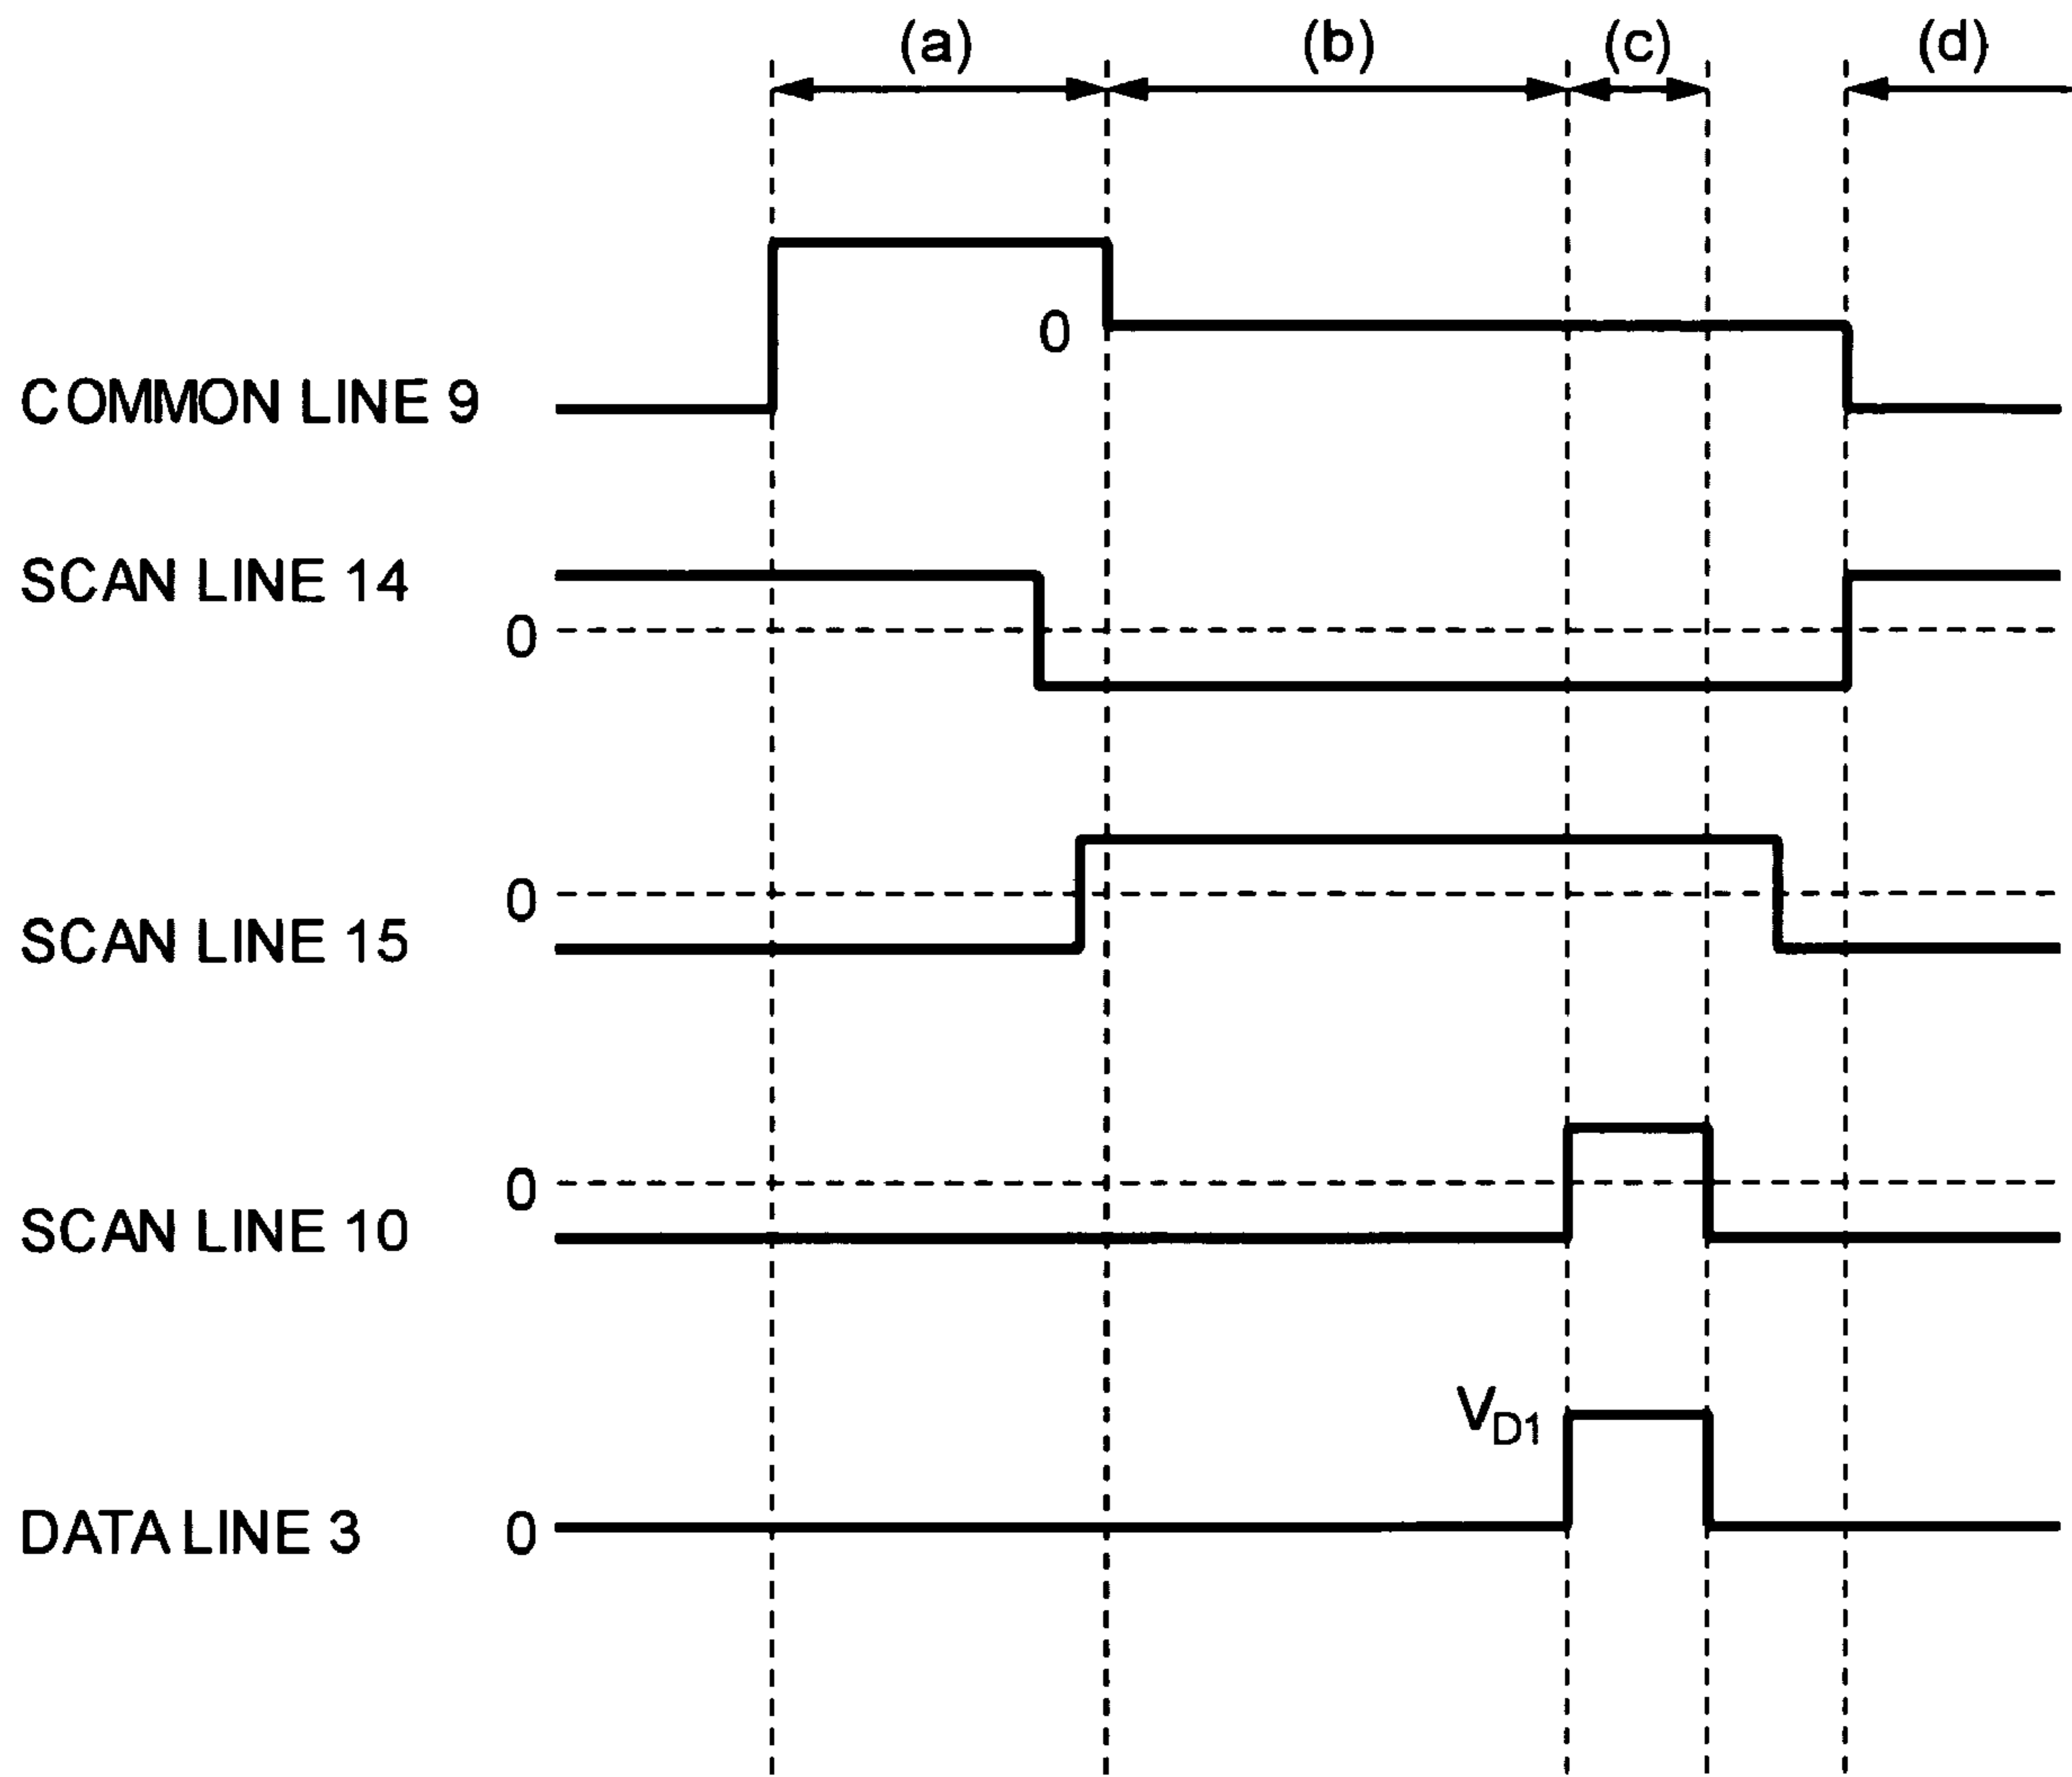 (a) (b) (c) (d)
0
COMMON LINE 9
SCAN LINE 14
0
0
SCAN LINE 15
0
SCAN LINE 10
VD1
DATA LINE 3 0